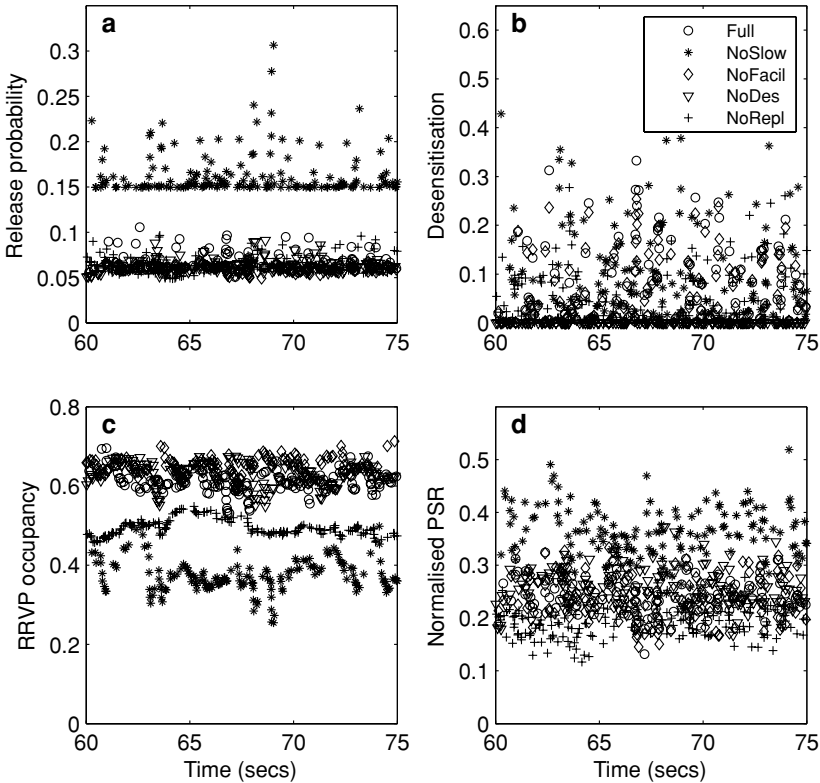 a
Release probability
0.3
0.25
0.2
0.15
0.1
0.05
0
60
65
70
75
b
Desensitisation
0.6
0.5
0.4
0.3
0.2
0.1
0
60
65
70
75
Full
NoSlow
NoFacil
NoDes
NoRepl
c
RRVP occupancy
0.8
0.6
0.4
0.2
0
60
65
70
75
Time (secs)
d
Normalised PSR
0.5
0.4
0.3
0.2
0.1
0
60
65
70
75
Time (secs)